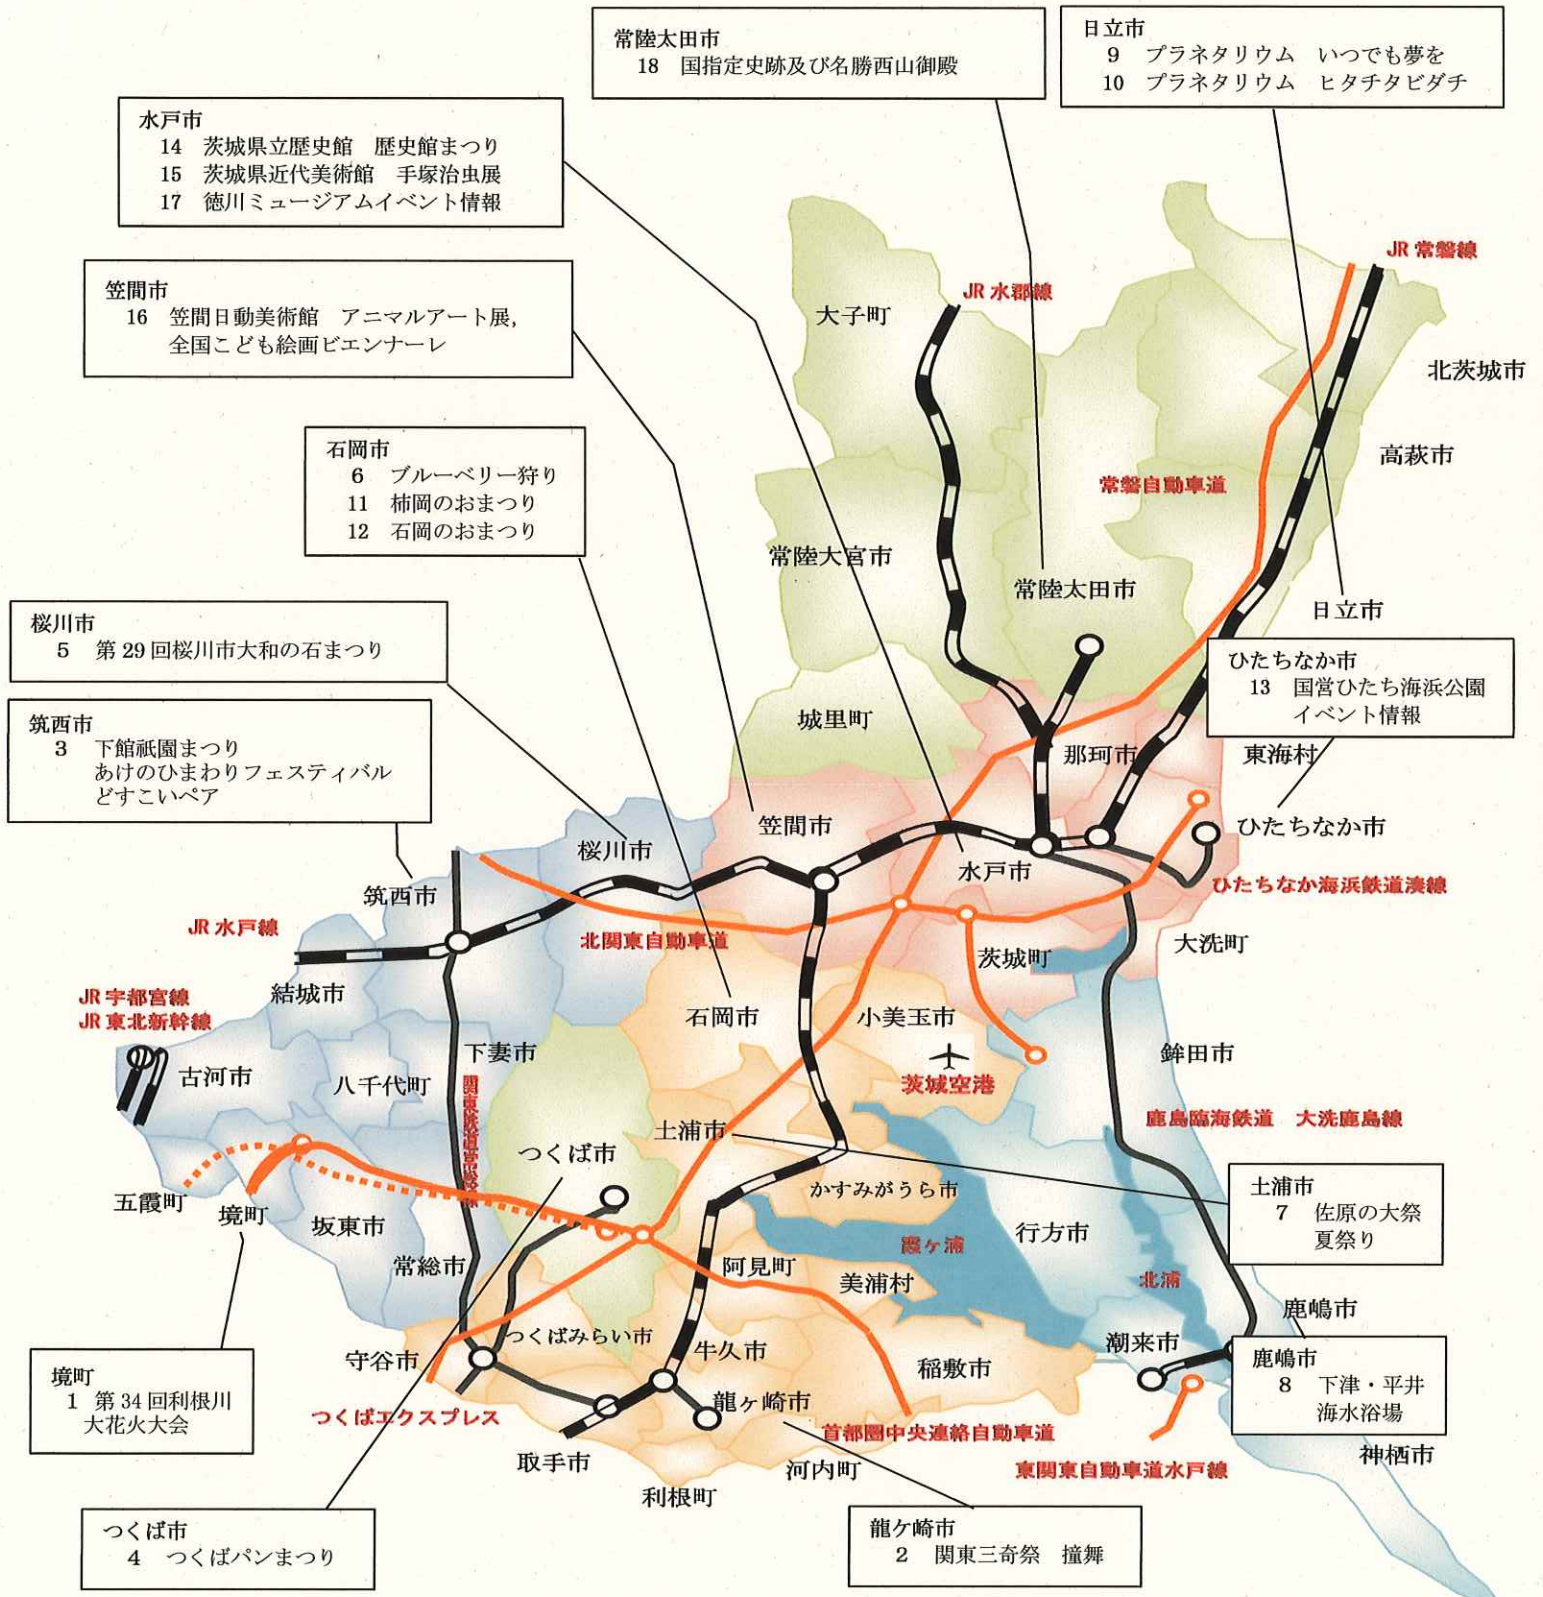 常陸太田市
18 国指定史跡及び名勝西山御殿
日立市
9 プラネタリウム いつでも夢を
10 プラネタリウム ヒタチタビダチ
水戸市
14 茨城県立歴史館 歴史館まつり
15 茨城県近代美術館 手塚治虫展
17 徳川ミュージアムイベント情報
笠間市
16 笠間日動美術館 アニマルアート展,
全国こども絵画ビエンナーレ
石岡市
6 ブルーベリー狩り
11 柿岡のおまつり
12 石岡のおまつり
桜川市
5 第29回桜川市大和の石まつり
筑西市
3 下館祇園まつり
あけのひまわりフェスティバル
どすこいペア
ひたちなか市
13 国営ひたち海浜公園
イベント情報
土浦市
7 佐原の大祭
夏祭り
鹿嶋市
8 下津・平井
海水浴場
境町
1 第34回利根川
大花火大会
つくば市
4 つくばパンまつり
龍ケ崎市
2 関東三奇祭 撞舞
JR 常磐線
JR 水郡線
大子町
北茨城市
高萩市
常磐自動車道
常陸大宮市
常陸太田市
日立市
城里町
那珂市
東海村
笠間市
ひたちなか市
桜川市
水戸市
筑西市
ひたちなか海浜鉄道湊線
JR 水戸線
北関東自動車道
茨城町
大洗町
結城市
JR 宇都宮線
JR 東北新幹線
石岡市
小美玉市
下妻市
鉾田市
古河市
八千代町
茨城空港
鹿島臨海鉄道 大洗鹿島線
土浦市
つくば市
かすみがうら市
五霞町
境町
坂東市
行方市
霞ヶ浦
常総市
阿見町
美浦村
北浦
鹿嶋市
つくばみらい市
守谷市
牛久市
稲敷市
潮来市
龍ヶ崎市
つくばエクスプレス
首都圏中央連絡自動車道
取手市
河内町
東関東自動車道水戸線
神栖市
利根町